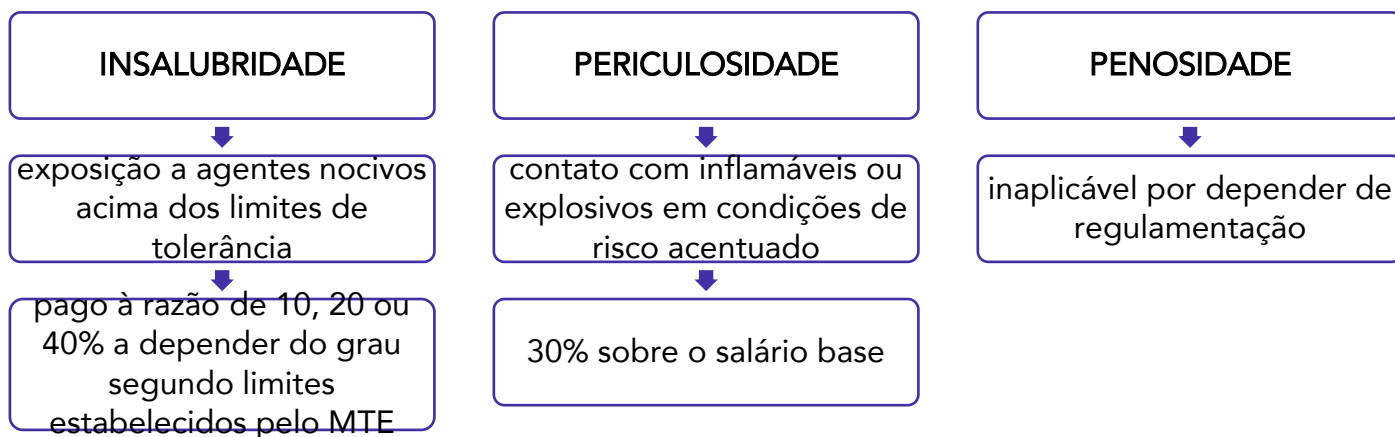 INSALUBRIDADE
exposição a agentes nocivos
acima dos limites de
tolerância
pago à razão de 10, 20 ou
40% a depender do grau
segundo limites
estabelecidos pelo MTE
PERICULOSIDADE
contato com inflamáveis ou
explosivos em condições de
risco acentuado
30% sobre o salário base
PENOSIDADE
inaplicável por depender de
regulamentação